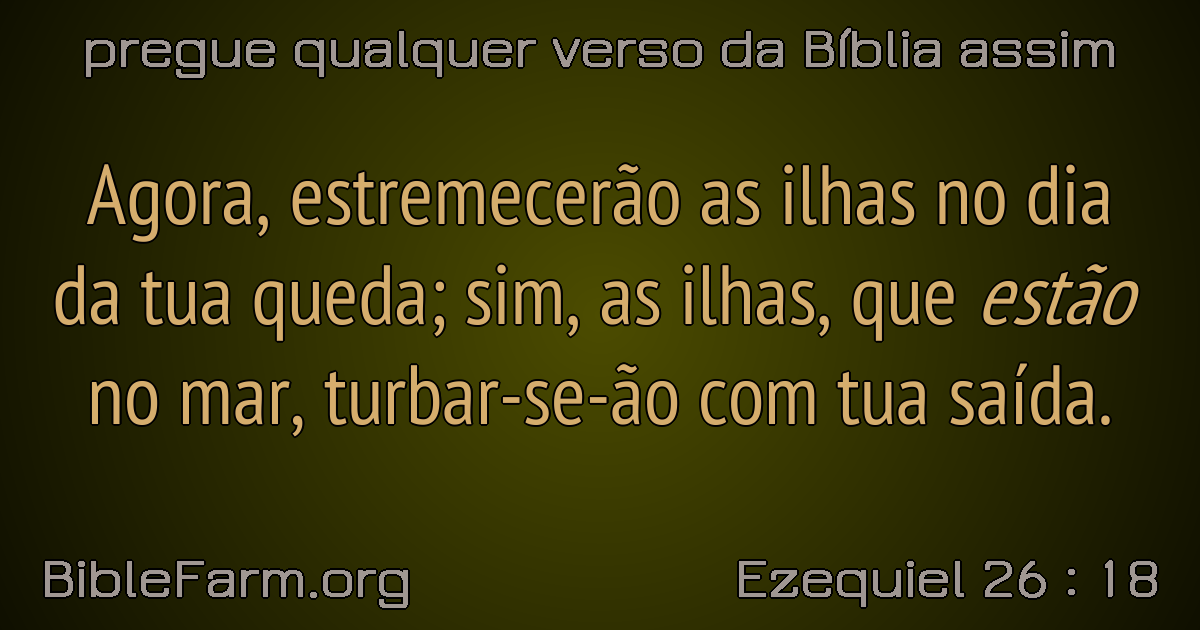 pregue qualquer verso da Bíblia assim
Agora, estremecerão as ilhas no dia
da tua queda; sim, as ilhas, que estão
no mar, turbar-se-ão com tua saída.
BibleFarm.org
Ezequiel 26 : 18